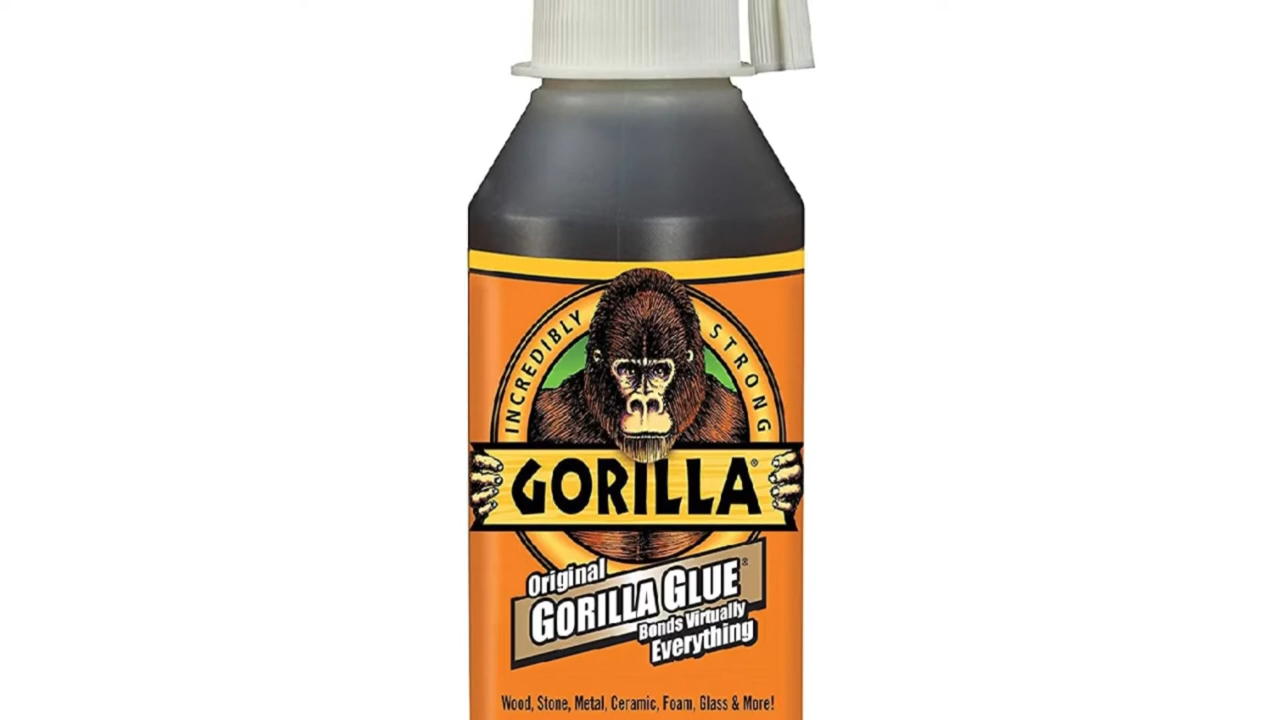 INCREDIBLY STRONG
GORILLA®
Original
GORILLA GLUE®
Bonds Virtually
Everything
Wood, Stone, Metal, Ceramic, Foam, Glass & More!